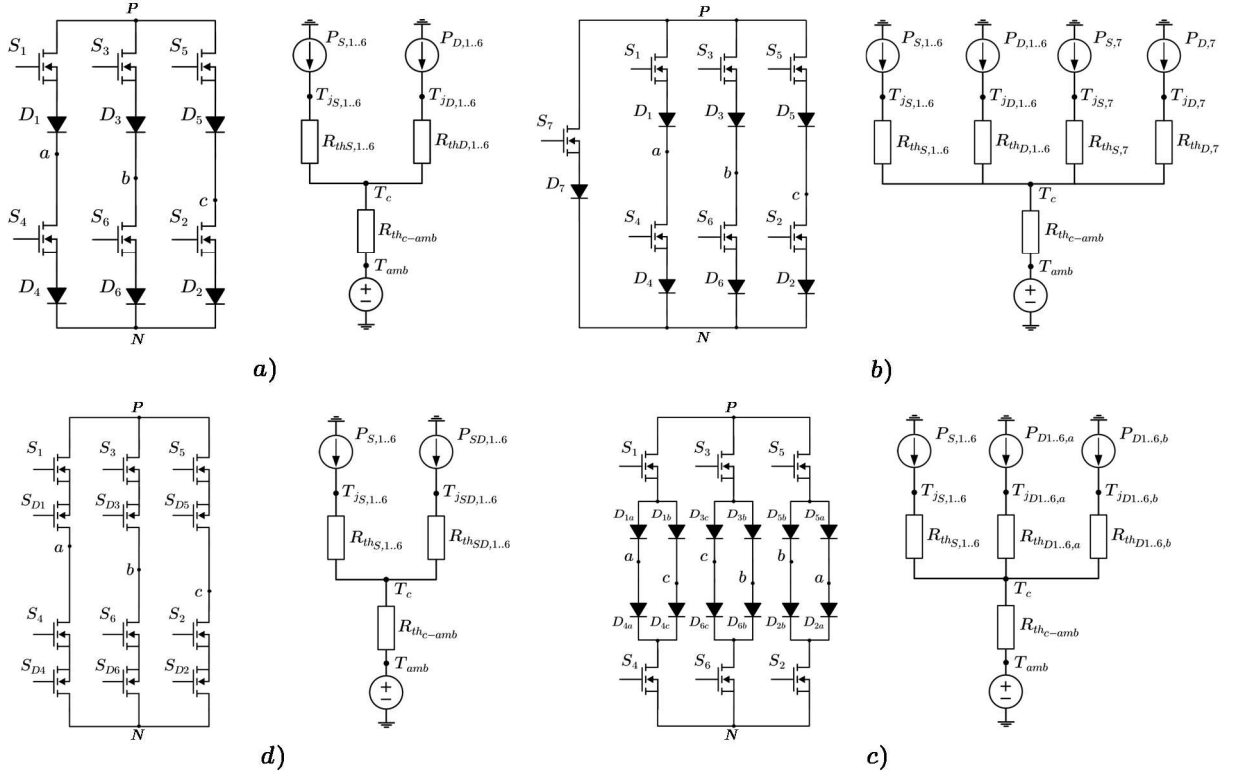 P
S1 S3 S5
D1 D3 D5
a
b
c
S4 S6 S2
D4 D6 D2
N
PS,1..6 PD,1..6
TjS,1..6 TjD,1..6
RthS,1..6 RthD,1..6
Tc
Rthc−amb
Tamb
+
−
a)
P
S1 S3 S5
D1 D3 D5
S7
a
b
c
D7
S4 S6 S2
D4 D6 D2
N
PS,1..6 PD,1..6 PS,7 PD,7
TjS,1..6 TjD,1..6 TjS,7 TjD,7
RthS,1..6 RthD,1..6 RthS,7 RthD,7
Tc
Rthc−amb
Tamb
+
−
b)
P
S1 S3 S5
SD1 SD3 SD5
a
b
c
S4 S6 S2
SD4 SD6 SD2
N
PS,1..6 PSD,1..6
TjS,1..6 TjSD,1..6
RthS,1..6 RthSD,1..6
Tc
Rthc−amb
Tamb
+
−
d)
P
S1 S3 S5
D1a D1b D3c D3b D5b D5a
a c b
c b a
D4a D4c D6c D6b D2b D2a
S4 S6 S2
N
PS,1..6 PD1..6,a PD1..6,b
TjS,1..6 TjD1..6,a TjD1..6,b
RthS,1..6 RthD1..6,a RthD1..6,b
Tc
Rthc−amb
Tamb
+
−
c)